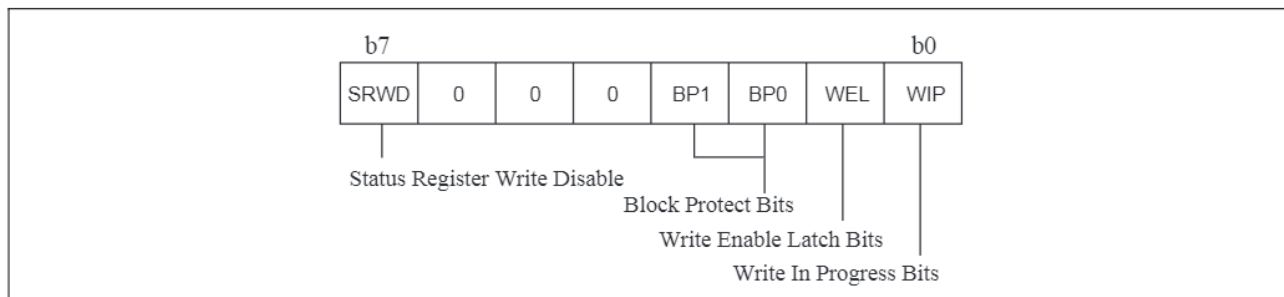 b7 b0
SRWD 0 0 0 BP1 BP0 WEL WIP
Status Register Write Disable
Block Protect Bits
Write Enable Latch Bits
Write In Progress Bits